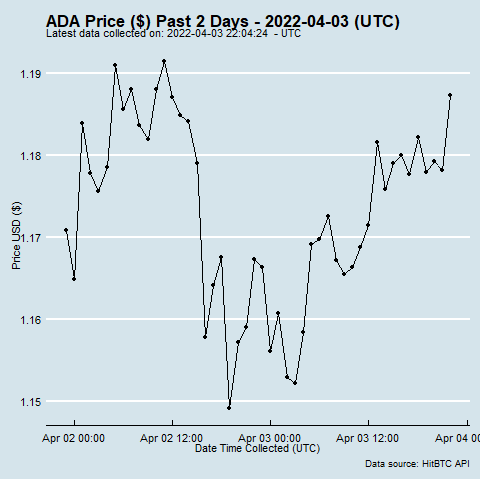 ADA Price ($) Past 2 Days - 2022-04-03 (UTC)
Latest data collected on: 2022-04-03 22:04:24 - UTC
1.19
1.18
1.17
1.16
1.15
Price USD ($)
Apr 02 00:00 Apr 02 12:00 Apr 03 00:00 Apr 03 12:00 Apr 04 0
Date Time Collected (UTC)
Data source: HitBTC API